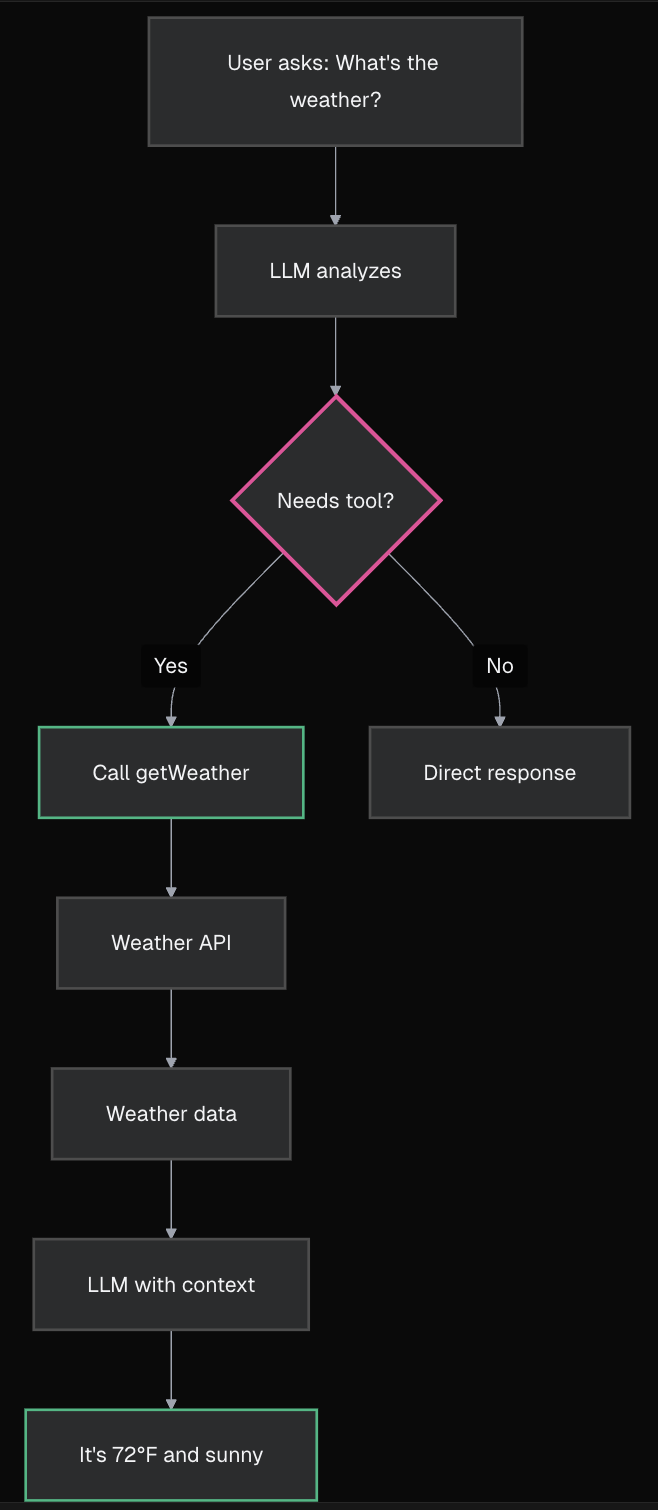 User asks: What's the
weather?
LLM analyzes
Needs tool?
Yes
No
Call getWeather
Direct response
Weather API
Weather data
LLM with context
It's 72°F and sunny